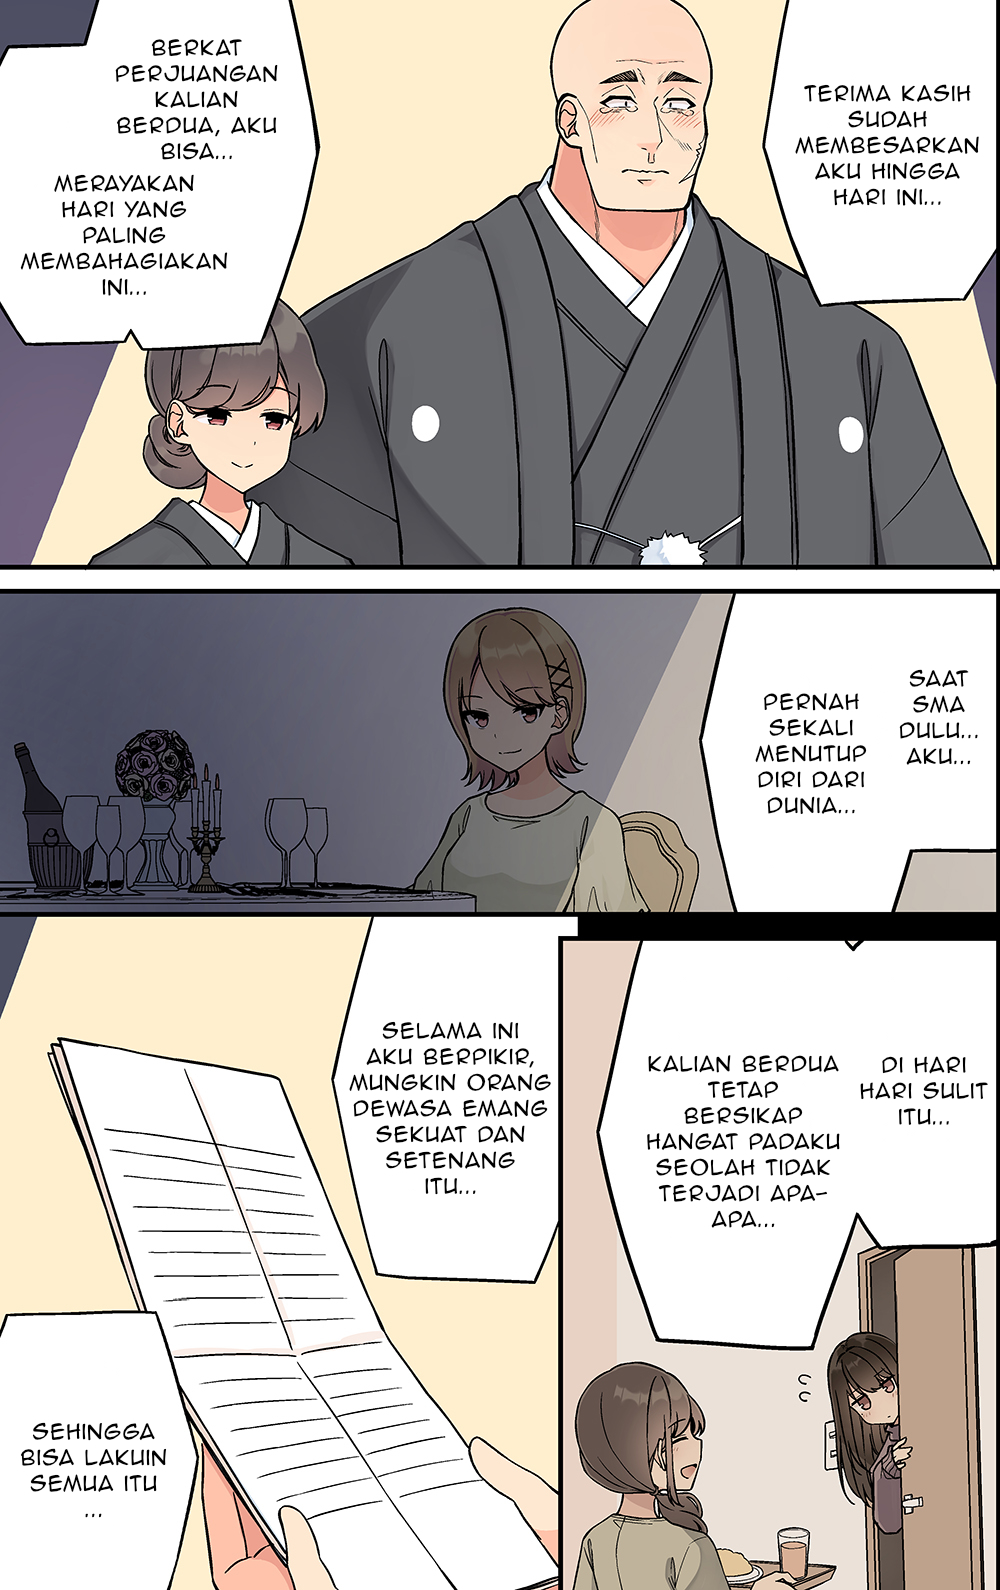 TERIMA KASIH
SUDAH
MEMBESARKAN
AKU HINGGA
HARI INI...
BERKAT
PERJUANGAN
KALIAN
BERDUA, AKU
BISA...
MERAYAKAN
HARI YANG
PALING
MEMBAHAGIAKAN
INI...
SAAT
SMA
DULU...
AKU...
PERNAH
SEKALI
MENUTUP
DIRI DARI
DUNIA...
DI HARI
HARI SULIT
ITU...
KALIAN BERDUA
TETAP
BERSIKAP
HANGAT PADAKU
SEOLAH TIDAK
TERJADI APA-
APA...
SELAMA INI
AKU BERPIKIR,
MUNGKIN ORANG
DEWASA EMANG
SEKUAT DAN
SETENANG
ITU...
SEHINGGA
BISA LAKUIN
SEMUA ITU
...